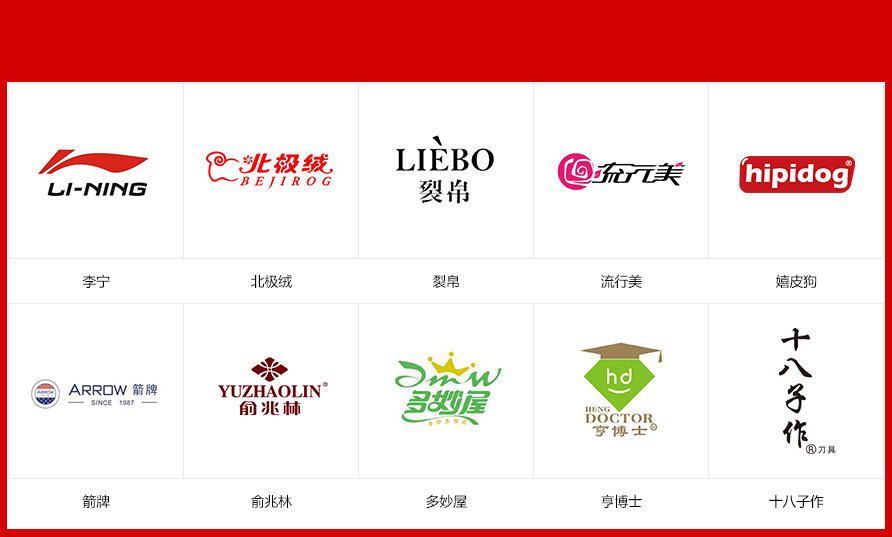 LI-NING
北极绒
BEJIROG
LIÈBO
裂帛
流行美
hipidog®
李宁
北极绒
裂帛
流行美
嬉皮狗
ARROW 箭牌
SINCE 1987
YUZHAOLIN®
俞兆林
dmw
多妙屋
hd
HENG
DOCTOR
亨博士®
十八子作
®刀具
箭牌
俞兆林
多妙屋
亨博士
十八子作